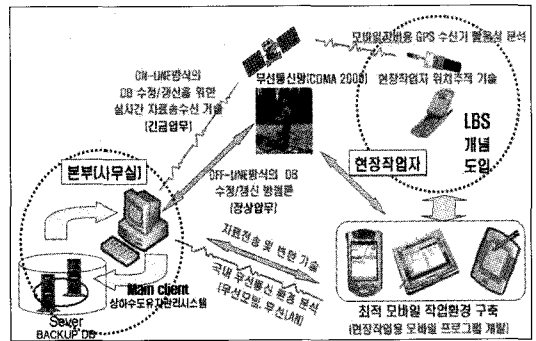 모바일장비용 GPS 수신기 활용성 분석
ON-LINE방식의
DB 수정/갱신을 위한
실시간 자료송수신 기술
(긴급업무)
무선통신망(CDMA 2000)
현장작업자 위치추적 기술
LBS
개념
도입
현장작업자
본부(사무실)
OFF-LINE방식의 DB
수정/갱신 방법론
(정상업무)
자료전송 및 변환 기술
국내 무선통신 환경 분석
(무선모뎀, 무선LAN)
Main client
상하수도유지관리시스템
Sever
BACKUP DB
최적 모바일 작업환경 구축
(현장작업용 모바일 프로그램 개발)